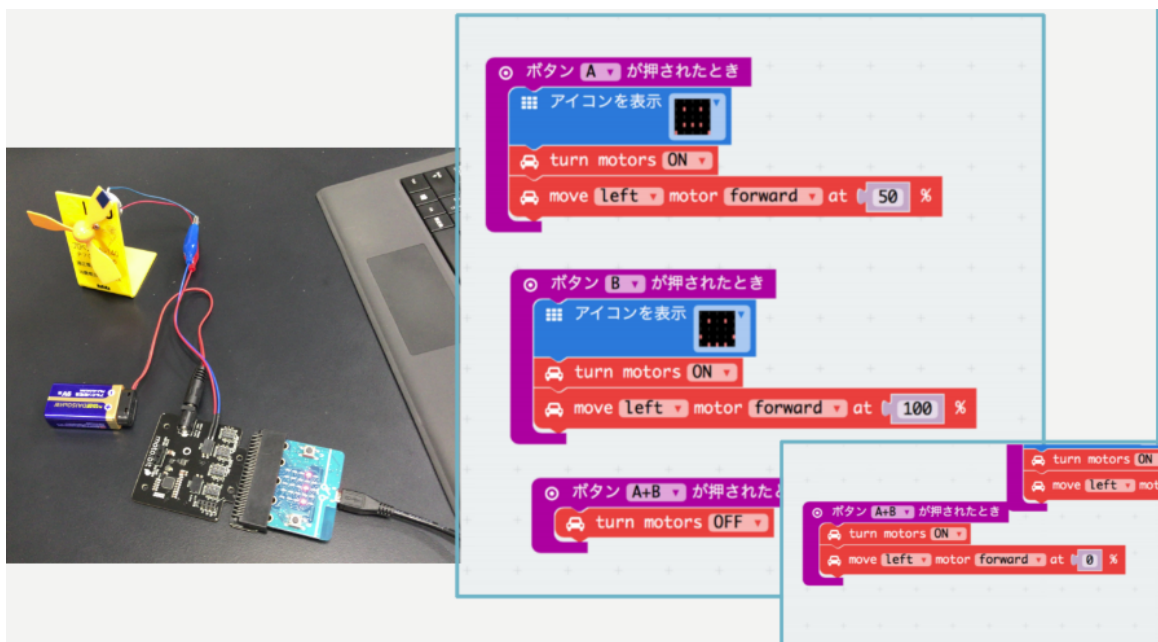 ボタン A が押されたとき
アイコンを表示
turn motors ON
move left motor forward at 50 %
ボタン B が押されたとき
アイコンを表示
turn motors ON
move left motor forward at 100 %
ボタン A+B が押された
turn motors OFF
turn motors ON
move left mot
ボタン A+B が押されたとき
turn motors ON
move left motor forward at 0 %
moto:bit